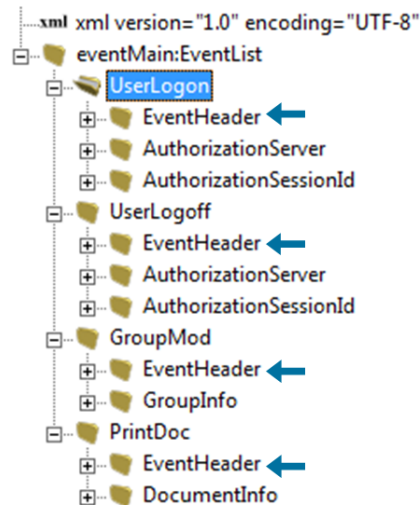 xml xml version="1.0" encoding="UTF-8"
eventMain:EventList
UserLogon
EventHeader
AuthorizationServer
AuthorizationSessionId
UserLogoff
EventHeader
AuthorizationServer
AuthorizationSessionId
GroupMod
EventHeader
GroupInfo
PrintDoc
EventHeader
DocumentInfo